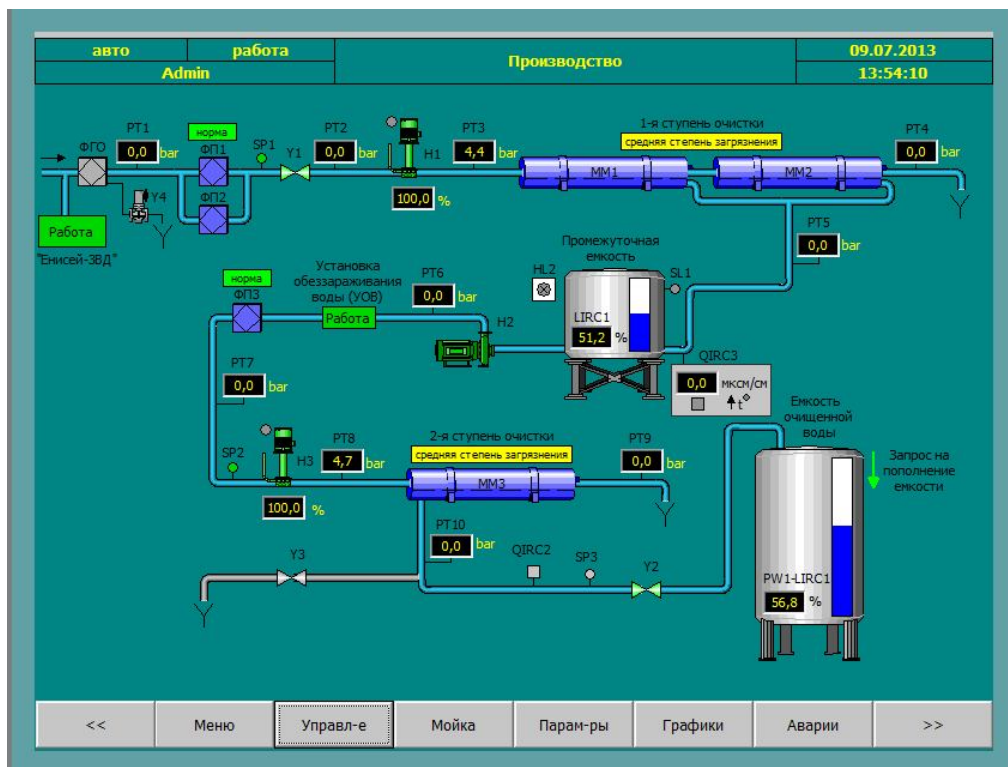 авто
работа
Производство
09.07.2013
Admin
13:54:10
PT1
норма
SP1
PT2
PT3
1-я ступень очистки
PT4
ФГО
0,0 bar
ФП1
Y1
0,0 bar
H1
4,4 bar
средняя степень загрязнения
0,0 bar
MM1
MM2
Y4
ФП2
100,0 %
Работа
"Енисей-3ВД"
PT5
0,0 bar
Промежуточная
емкость
HL2
SL1
Установка
обеззараживания
воды (УОВ)
PT6
0,0 bar
норма
ФП3
Работа
H2
LIRC1
51,2 %
QIRC3
0,0 мксм/см
t°
PT7
0,0 bar
Емкость
очищенной
воды
SP2
H3
PT8
4,7 bar
2-я ступень очистки
средняя степень загрязнения
MM3
PT9
0,0 bar
Запрос на
пополнение
емкости
100,0 %
PT10
0,0 bar
QIRC2
SP3
Y2
Y3
PW1-LIRC1
56,8 %
<<
Меню
Управл-е
Мойка
Парам-ры
Графики
Аварии
>>